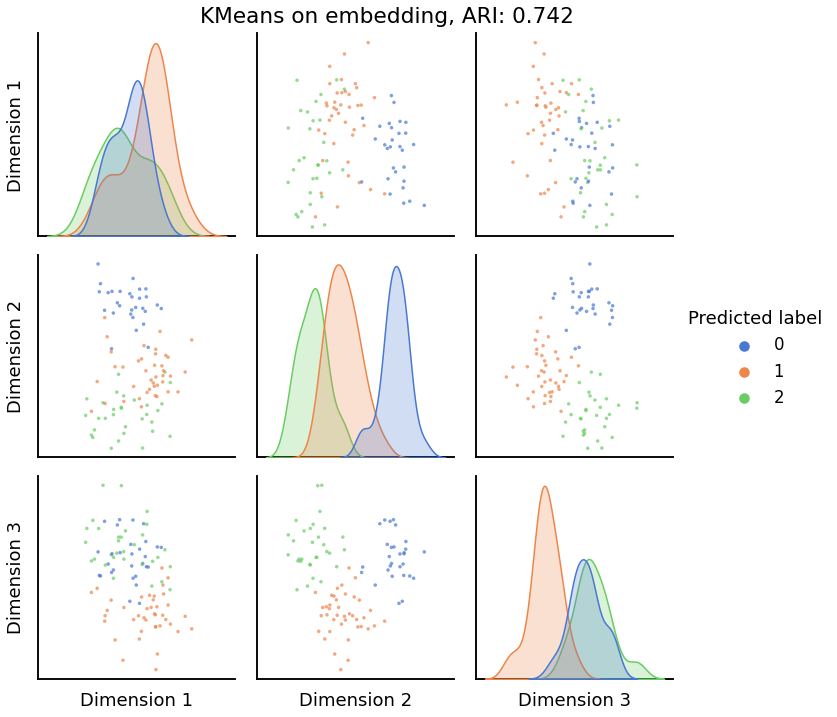 KMeans on embedding, ARI: 0.742
Dimension 1
Dimension 2
Dimension 3
Predicted label
0
1
2
Dimension 1
Dimension 2
Dimension 3